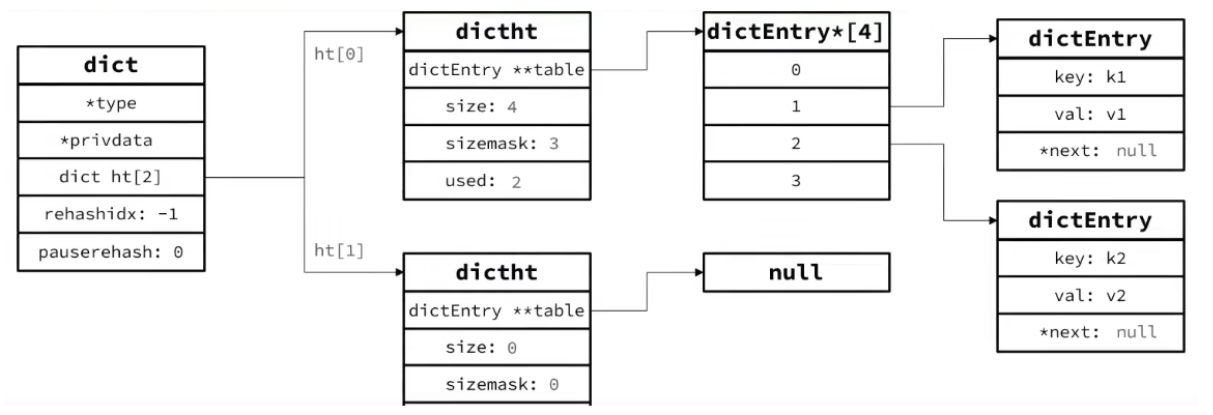 dict
*type
*privdata
dict ht[2]
rehashidx: -1
pauserehash: 0
ht[0]
ht[1]
dictht
dictEntry **table
size: 4
sizemask: 3
used: 2
dictht
dictEntry **table
size: 0
sizemask: 0
dictEntry*[4]
0
1
2
3
null
dictEntry
key: k1
val: v1
*next: null
dictEntry
key: k2
val: v2
*next: null